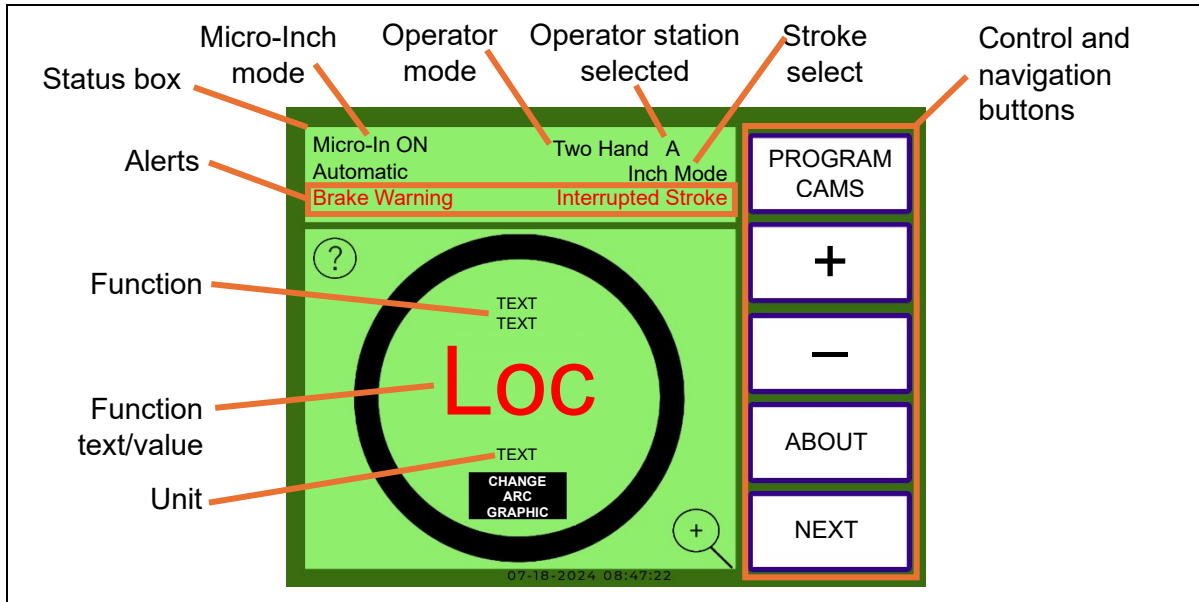 Micro-Inch
mode
Operator
mode
Operator station
selected
Stroke
select
Control and
navigation
buttons
Status box
Alerts
Function
Function
text/value
Unit
Micro-In ON
Two Hand A
Automatic
Inch Mode
Brake Warning
Interrupted Stroke
?
TEXT
TEXT
Loc
TEXT
CHANGE
ARC
GRAPHIC
+
07-18-2024 08:47:22
PROGRAM
CAMS
+
—
ABOUT
NEXT